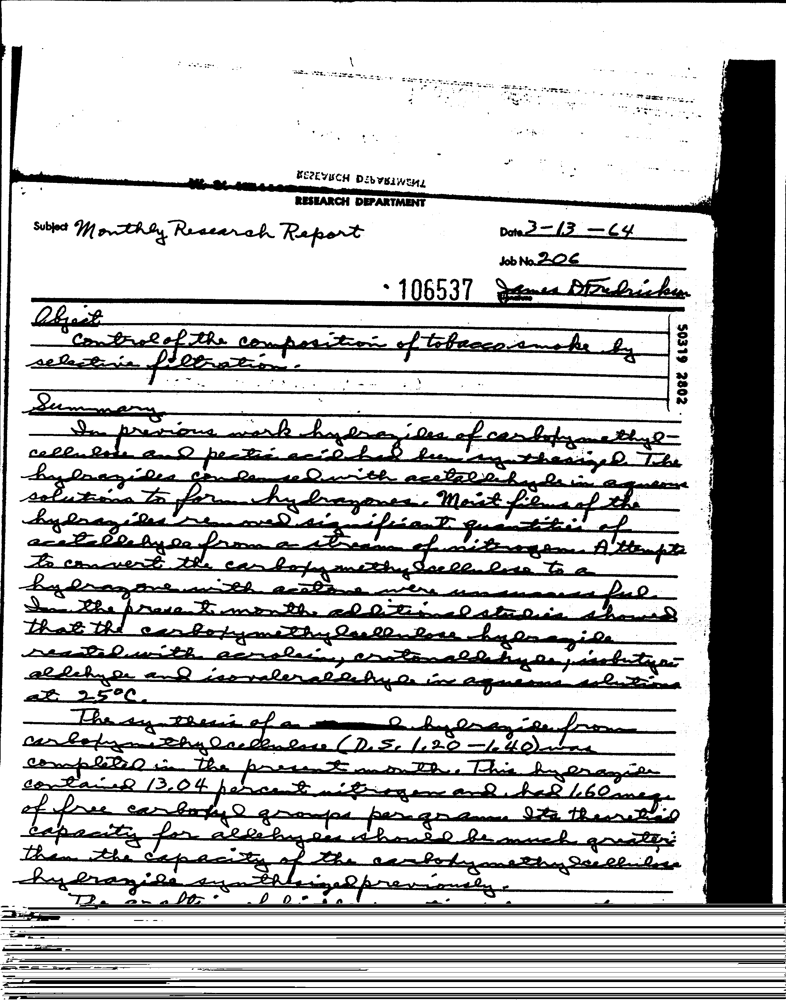 RESEARCH DEPARTMENT
RESEARCH DEPARTMENT
Subject Monthly Research Report
Date 3-13-64
Job No. 206
106537 James D Fredrickson
Signature
50319 2802
Object
Control of the composition of tobacco smoke by
selective filtration.
Summary
In previous work hydrazides of carboxymethyl-
cellulose and pectic acid had been synthesized. The
hydrazides condensed with acetaldehyde in aqueous
solutions to form hydrazones. Moist films of the
hydrazides removed significant quantities of
acetaldehyde from a stream of nitrogen. Attempts
to convert the carboxymethylcellulose to a
hydrazone with acetone were unsuccessful.
In the present month additional studies showed
that the carboxymethylcellulose hydrazide
reacted with acrolein, crotonaldehyde, isobutyr-
aldehyde and isovaleraldehyde in aqueous solutions
at 25°C.
The synthesis of a hydrazide from
carboxymethylcellulose (D.S. 1.20-1.40) was
completed in the present month. This hydrazide
contained 13.04 percent nitrogen and had 1.60 meq.
of free carboxyl groups per gram. Its theoretical
capacity for aldehydes should be much greater
than the capacity of the carboxymethylcellulose
hydrazide synthesized previously.